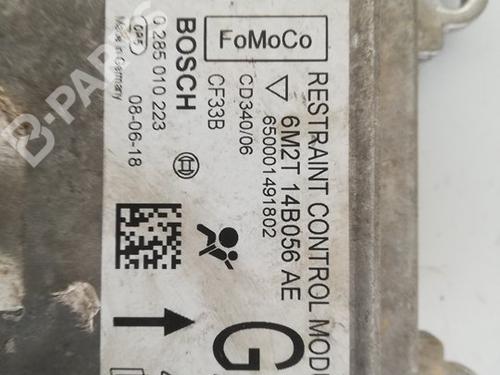 FoMoCo
RESTRAINT CONTROL MOD
6M2T 14B056 AE
650001491802
CD340/06
CF33B
BOSCH
0 285 010 223
08-06-18
Made in Germany
G
B-PARTS